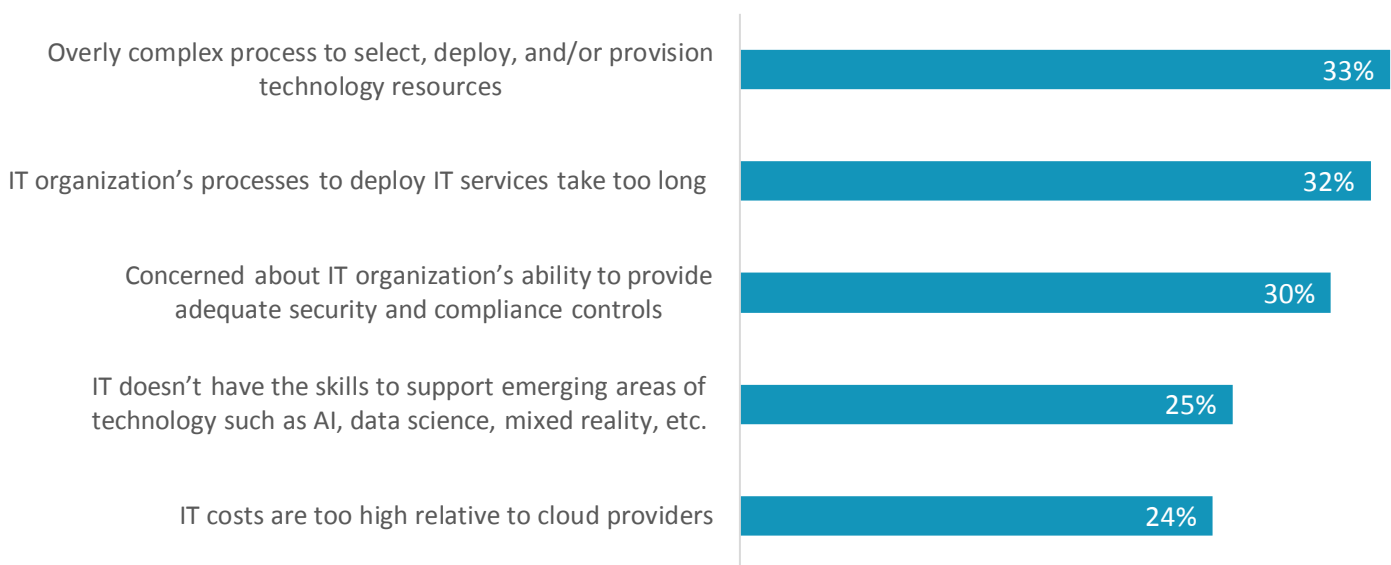 Overly complex process to select, deploy, and/or provision
technology resources
33%
IT organization’s processes to deploy IT services take too long
32%
Concerned about IT organization’s ability to provide
adequate security and compliance controls
30%
IT doesn’t have the skills to support emerging areas of
technology such as AI, data science, mixed reality, etc.
25%
IT costs are too high relative to cloud providers
24%